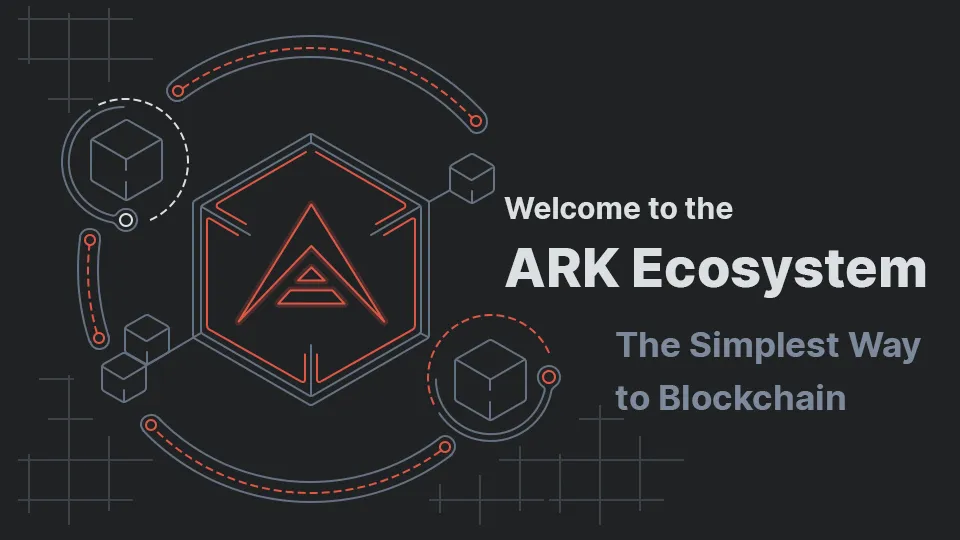 Welcome to the
ARK Ecosystem
The Simplest Way
to Blockchain